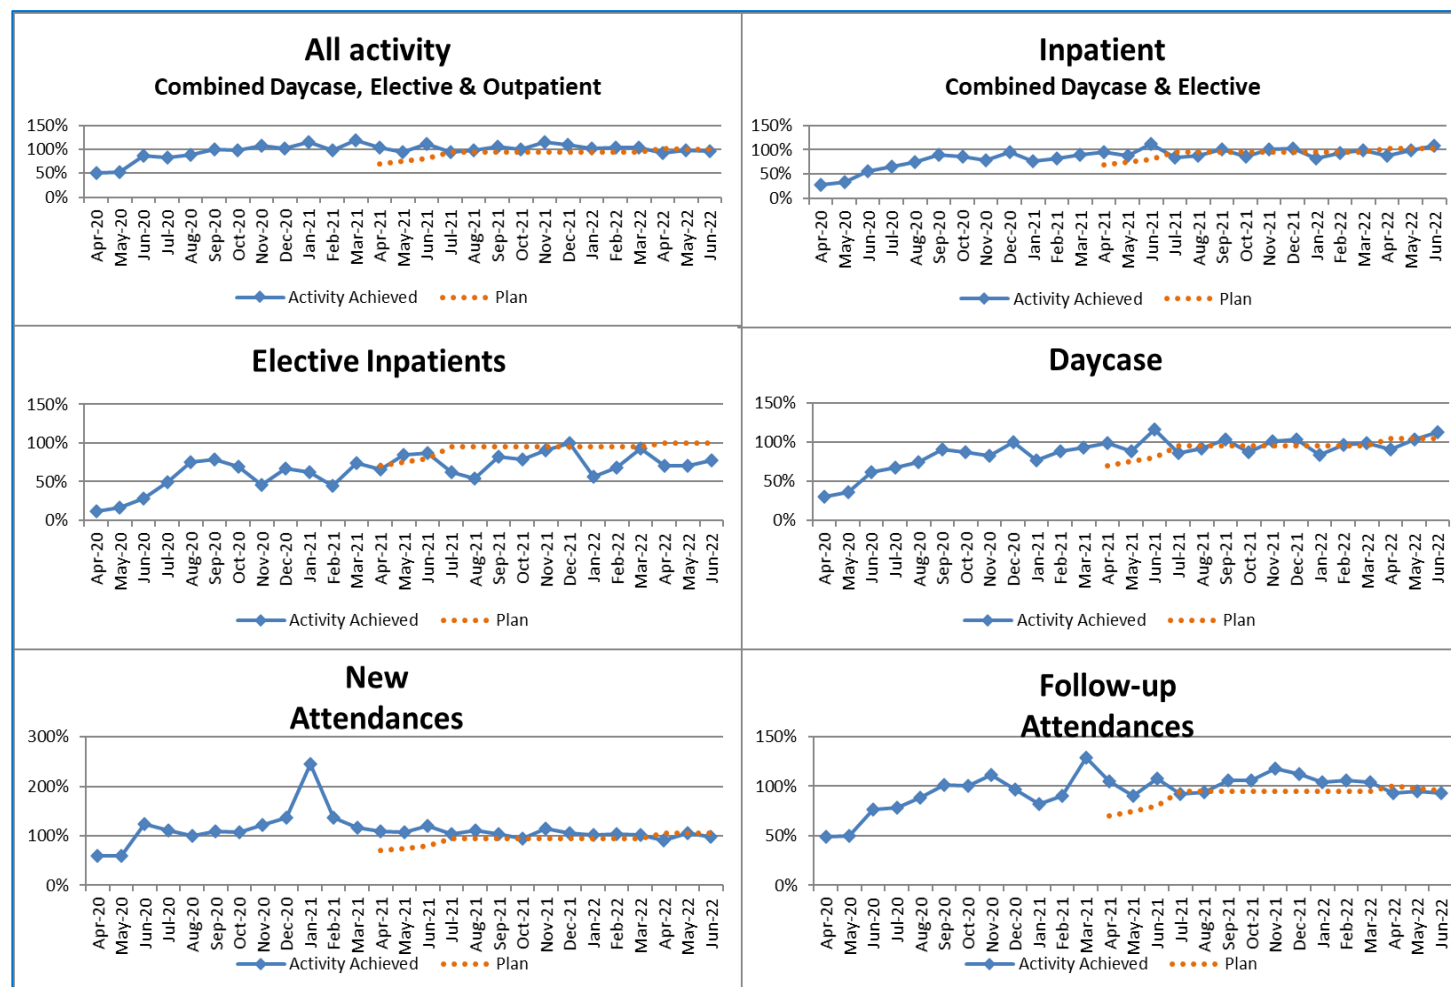 All activity
Combined Daycase, Elective & Outpatient
150%
100%
50%
0%
Apr-20 May-20 Jun-20 Jul-20 Aug-20 Sep-20 Oct-20 Nov-20 Dec-20 Jan-21 Feb-21 Mar-21 Apr-21 May-21 Jun-21 Jul-21 Aug-21 Sep-21 Oct-21 Nov-21 Dec-21 Jan-22 Feb-22 Mar-22 Apr-22 May-22 Jun-22
Activity Achieved Plan
Inpatient
Combined Daycase & Elective
150%
100%
50%
0%
Apr-20 May-20 Jun-20 Jul-20 Aug-20 Sep-20 Oct-20 Nov-20 Dec-20 Jan-21 Feb-21 Mar-21 Apr-21 May-21 Jun-21 Jul-21 Aug-21 Sep-21 Oct-21 Nov-21 Dec-21 Jan-22 Feb-22 Mar-22 Apr-22 May-22 Jun-22
Activity Achieved Plan
Elective Inpatients
150%
100%
50%
0%
Apr-20 May-20 Jun-20 Jul-20 Aug-20 Sep-20 Oct-20 Nov-20 Dec-20 Jan-21 Feb-21 Mar-21 Apr-21 May-21 Jun-21 Jul-21 Aug-21 Sep-21 Oct-21 Nov-21 Dec-21 Jan-22 Feb-22 Mar-22 Apr-22 May-22 Jun-22
Activity Achieved Plan
Daycase
150%
100%
50%
0%
Apr-20 May-20 Jun-20 Jul-20 Aug-20 Sep-20 Oct-20 Nov-20 Dec-20 Jan-21 Feb-21 Mar-21 Apr-21 May-21 Jun-21 Jul-21 Aug-21 Sep-21 Oct-21 Nov-21 Dec-21 Jan-22 Feb-22 Mar-22 Apr-22 May-22 Jun-22
Activity Achieved Plan
New
Attendances
300%
200%
100%
0%
Apr-20 May-20 Jun-20 Jul-20 Aug-20 Sep-20 Oct-20 Nov-20 Dec-20 Jan-21 Feb-21 Mar-21 Apr-21 May-21 Jun-21 Jul-21 Aug-21 Sep-21 Oct-21 Nov-21 Dec-21 Jan-22 Feb-22 Mar-22 Apr-22 May-22 Jun-22
Activity Achieved Plan
Follow-up
Attendances
150%
100%
50%
0%
Apr-20 May-20 Jun-20 Jul-20 Aug-20 Sep-20 Oct-20 Nov-20 Dec-20 Jan-21 Feb-21 Mar-21 Apr-21 May-21 Jun-21 Jul-21 Aug-21 Sep-21 Oct-21 Nov-21 Dec-21 Jan-22 Feb-22 Mar-22 Apr-22 May-22 Jun-22
Activity Achieved Plan